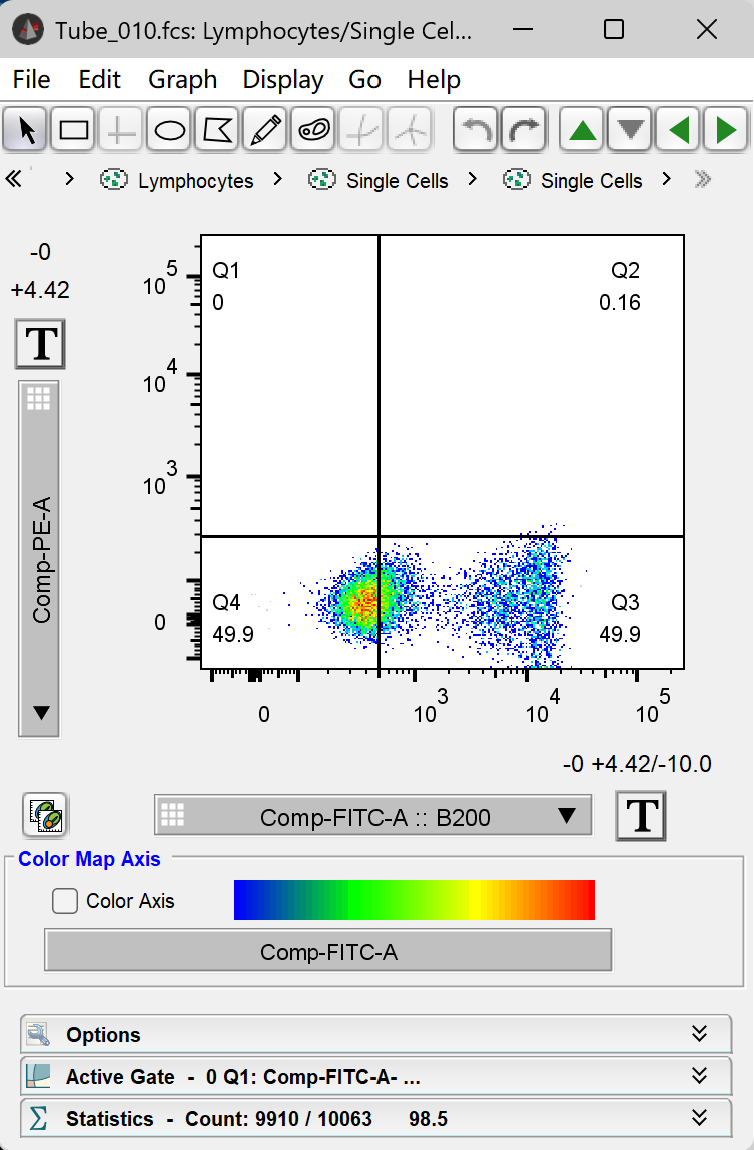 Tube_010.fcs: Lymphocytes/Single Cel...
File Edit Graph Display Go Help
Lymphocytes Single Cells Single Cells
-0
+4.42
T
Comp-PE-A
10^5
10^4
10^3
0
Q1
0
Q2
0.16
Q4
49.9
Q3
49.9
0 10^3 10^4 10^5
-0 +4.42/-10.0
Comp-FITC-A :: B200
T
Color Map Axis
Color Axis
Comp-FITC-A
Options
Active Gate - 0 Q1: Comp-FITC-A- ...
Statistics - Count: 9910 / 10063 98.5